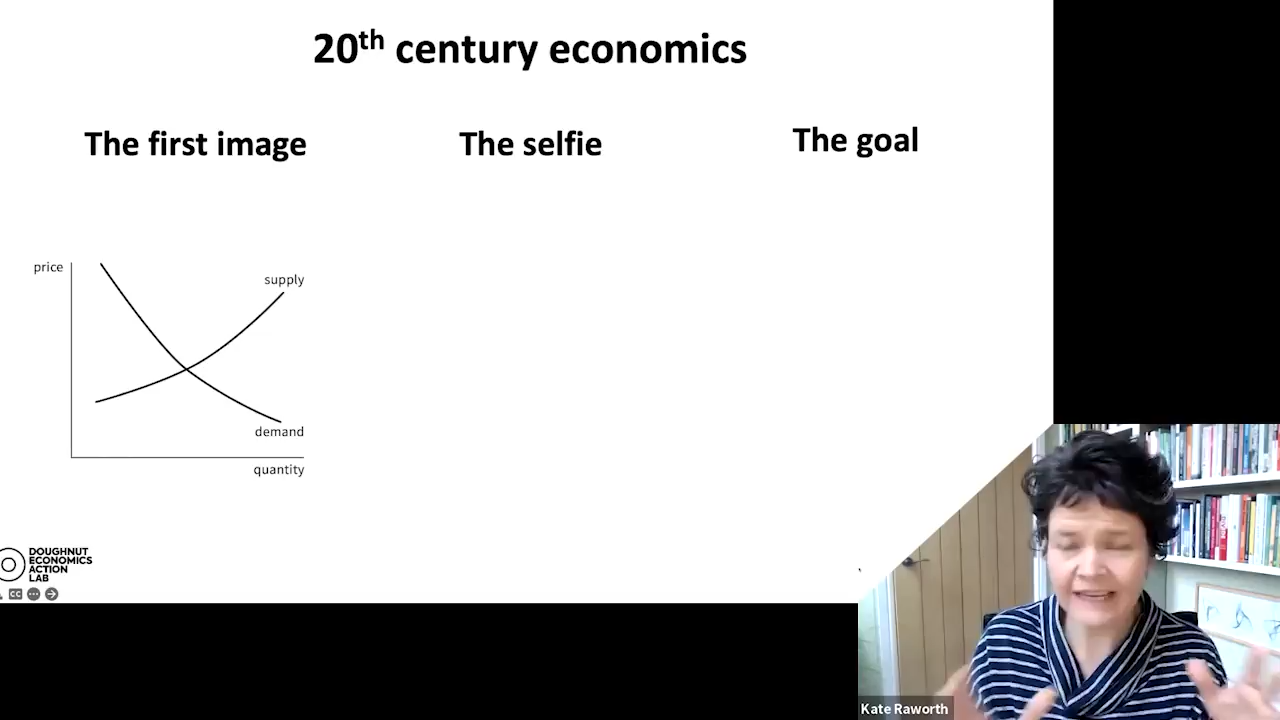 20th century economics
The first image
The selfie
The goal
price
supply
demand
quantity
DOUGHNUT
ECONOMICS
ACTION
LAB
CC
Kate Raworth